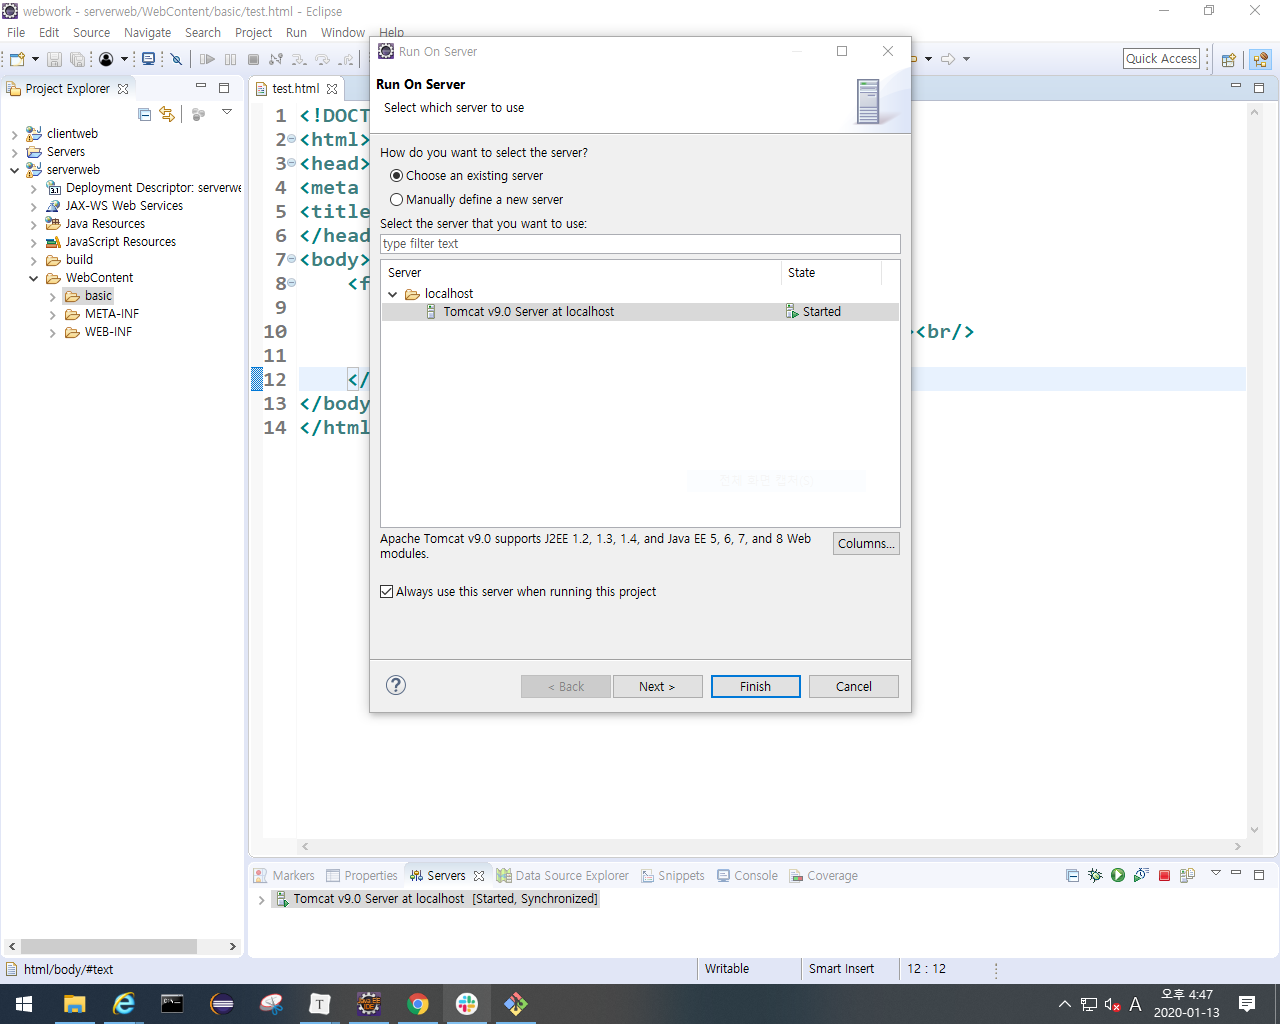 webwork - serverweb/WebContent/basic/test.html - Eclipse
File Edit Source Navigate Search Project Run Window Help
Quick Access
Project Explorer
clientweb
Servers
serverweb
Deployment Descriptor: serverwe
3.1
JAX-WS Web Services
Java Resources
JavaScript Resources
build
WebContent
basic
META-INF
WEB-INF
test.html
1 <!DOCT
2 <html>
3 <head>
4 <meta
5 <title
6 </head
7 <body>
8 <f
9
10 ><br/>
11
12 </
13 </body
14 </html
Run On Server
Run On Server
Select which server to use
How do you want to select the server?
Choose an existing server
Manually define a new server
Select the server that you want to use:
type filter text
Server State
localhost
Tomcat v9.0 Server at localhost Started
Apache Tomcat v9.0 supports J2EE 1.2, 1.3, 1.4, and Java EE 5, 6, 7, and 8 Web
modules.
Columns...
Always use this server when running this project
?
< Back Next > Finish Cancel
Markers Properties Servers Data Source Explorer Snippets Console Coverage
Tomcat v9.0 Server at localhost [Started, Synchronized]
html/body/#text Writable Smart Insert 12 : 12
T
A
오후 4:47
2020-01-13